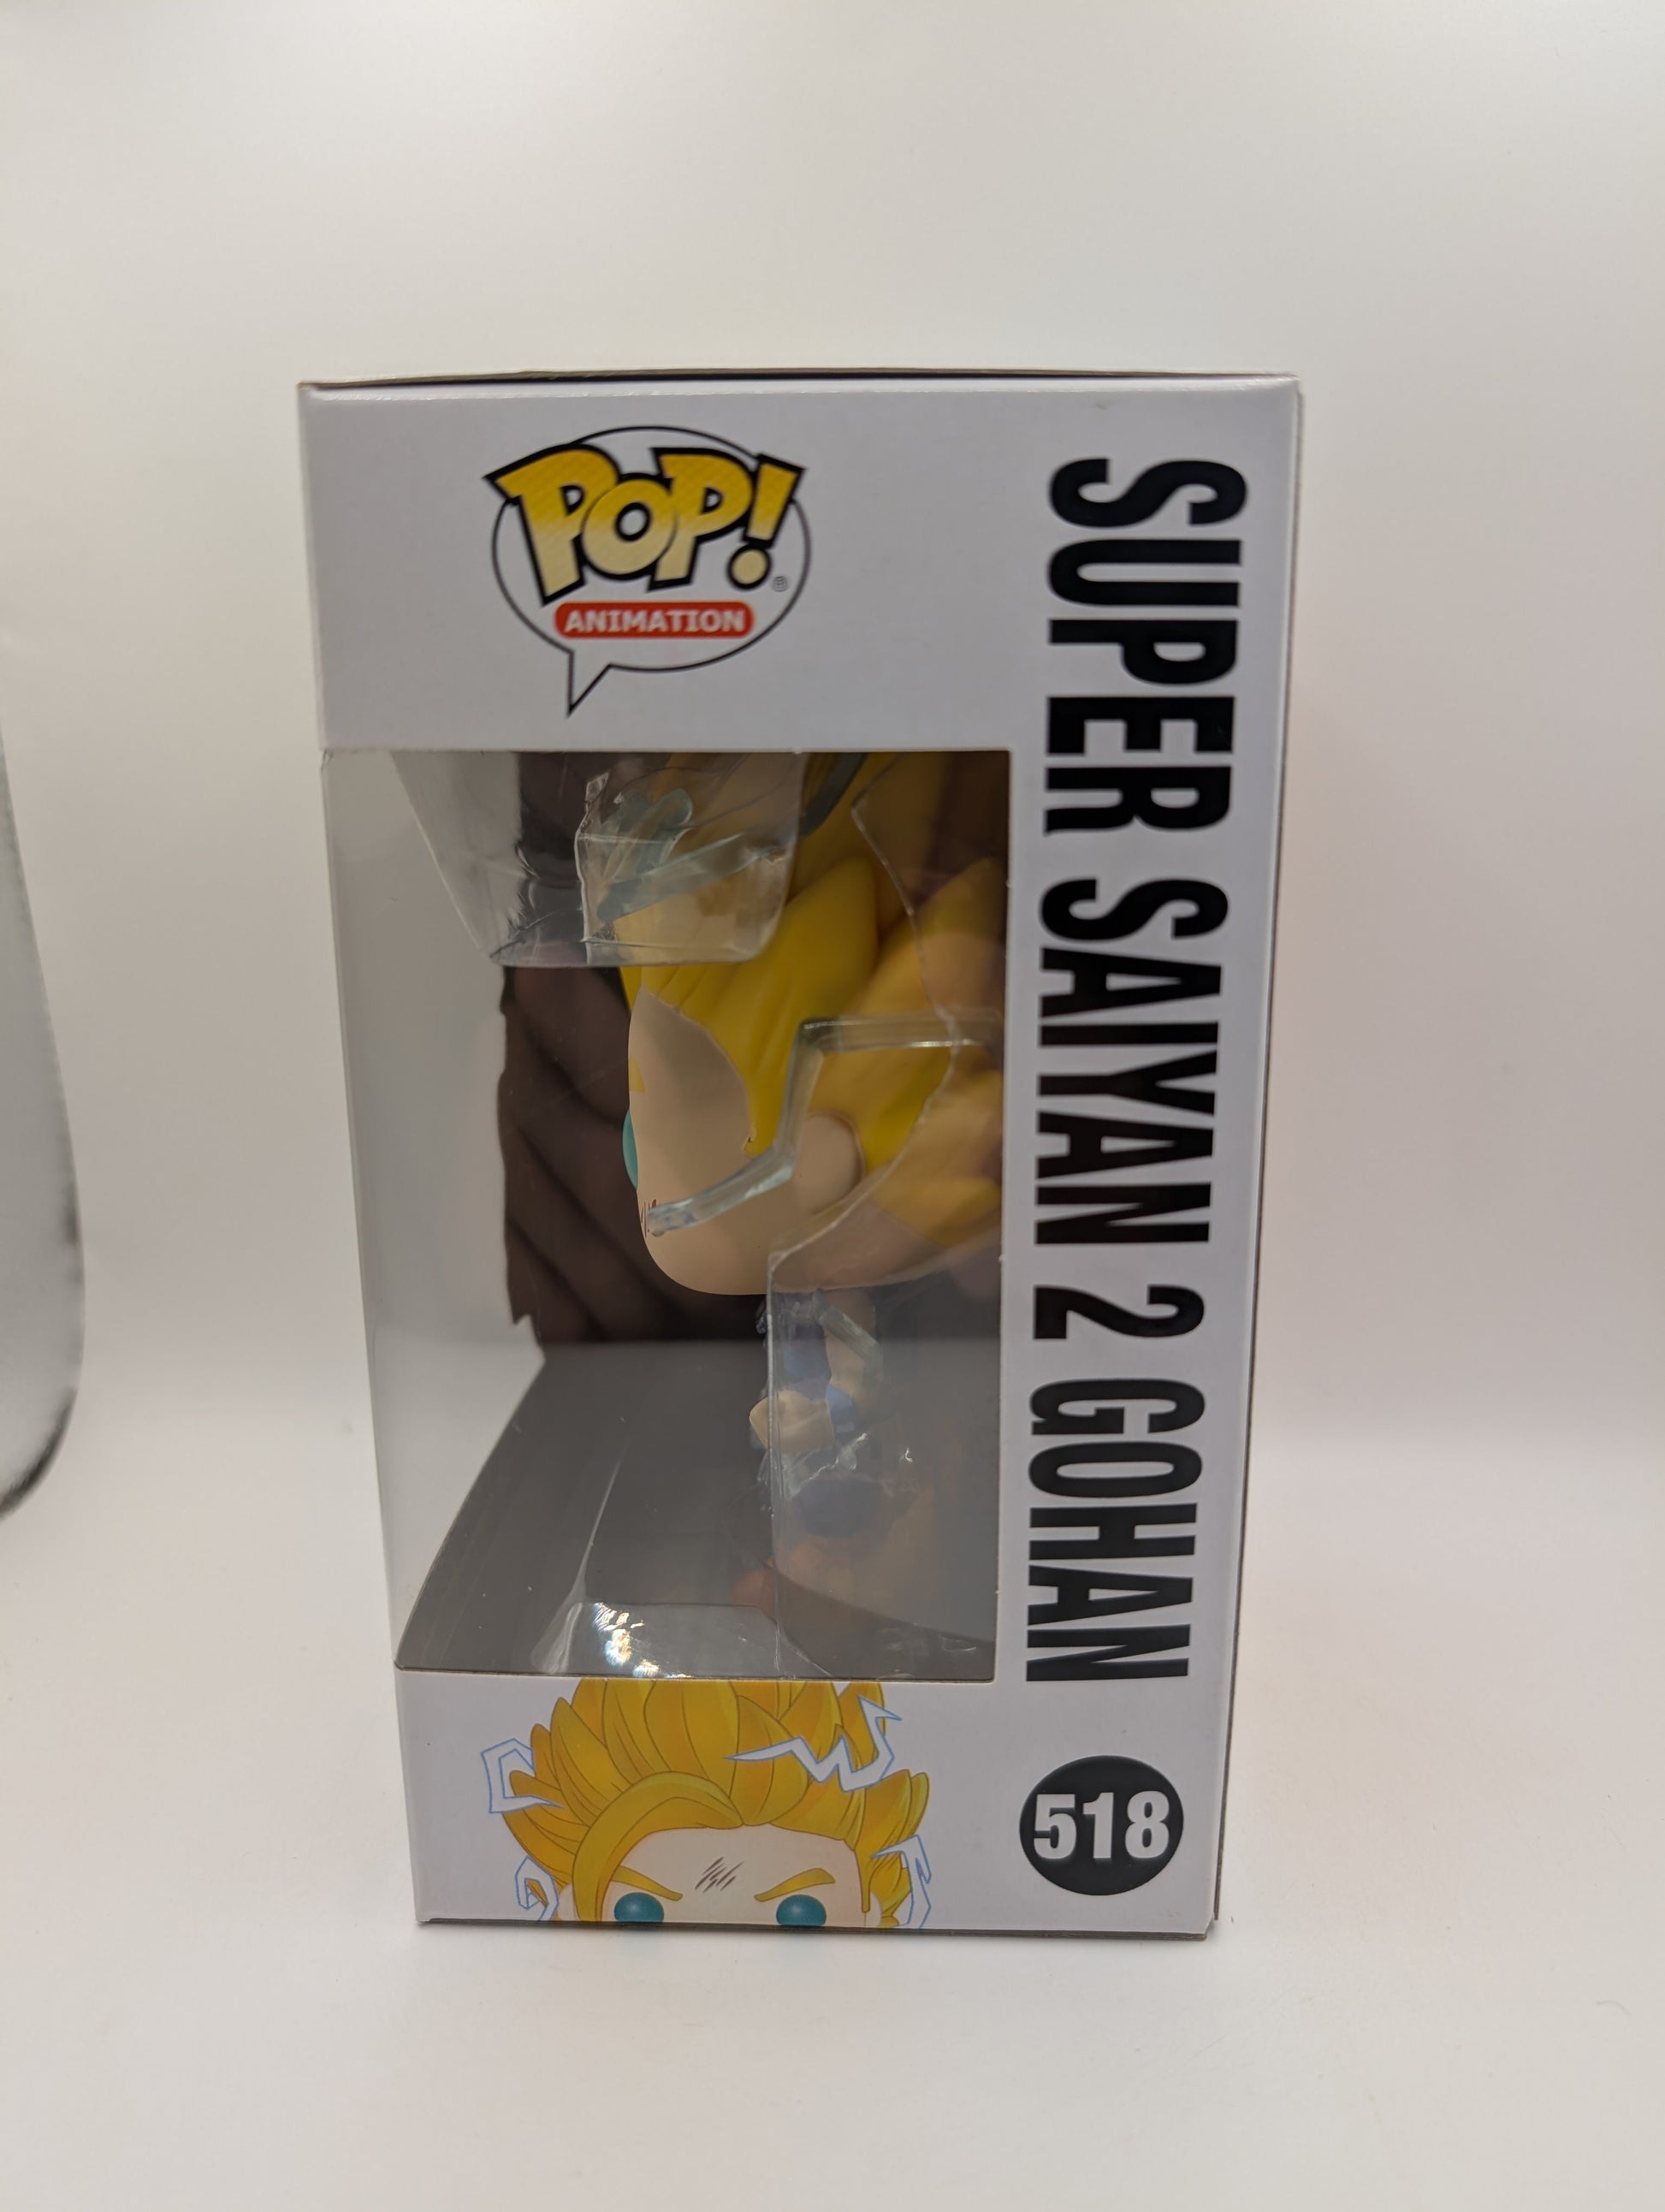 POP!
®
ANIMATION
SUPER SAIYAN 2 GOHAN
518